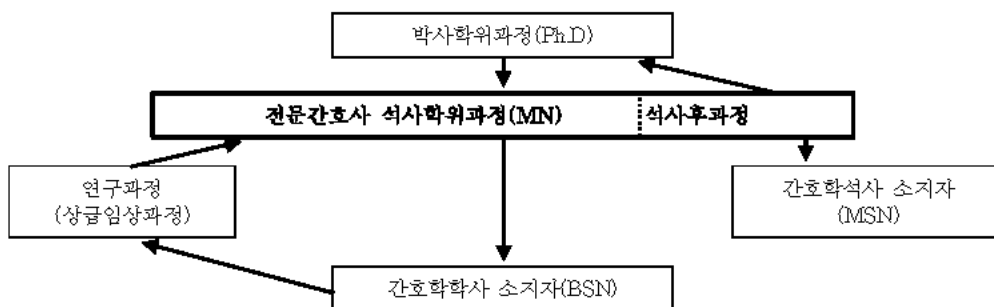 박사학위과정(Ph.D)
전문간호사 석사학위과정(MN) 석사후과정
연구과정
(상급임상과정)
간호학석사 소지자
(MSN)
간호학학사 소지자(BSN)